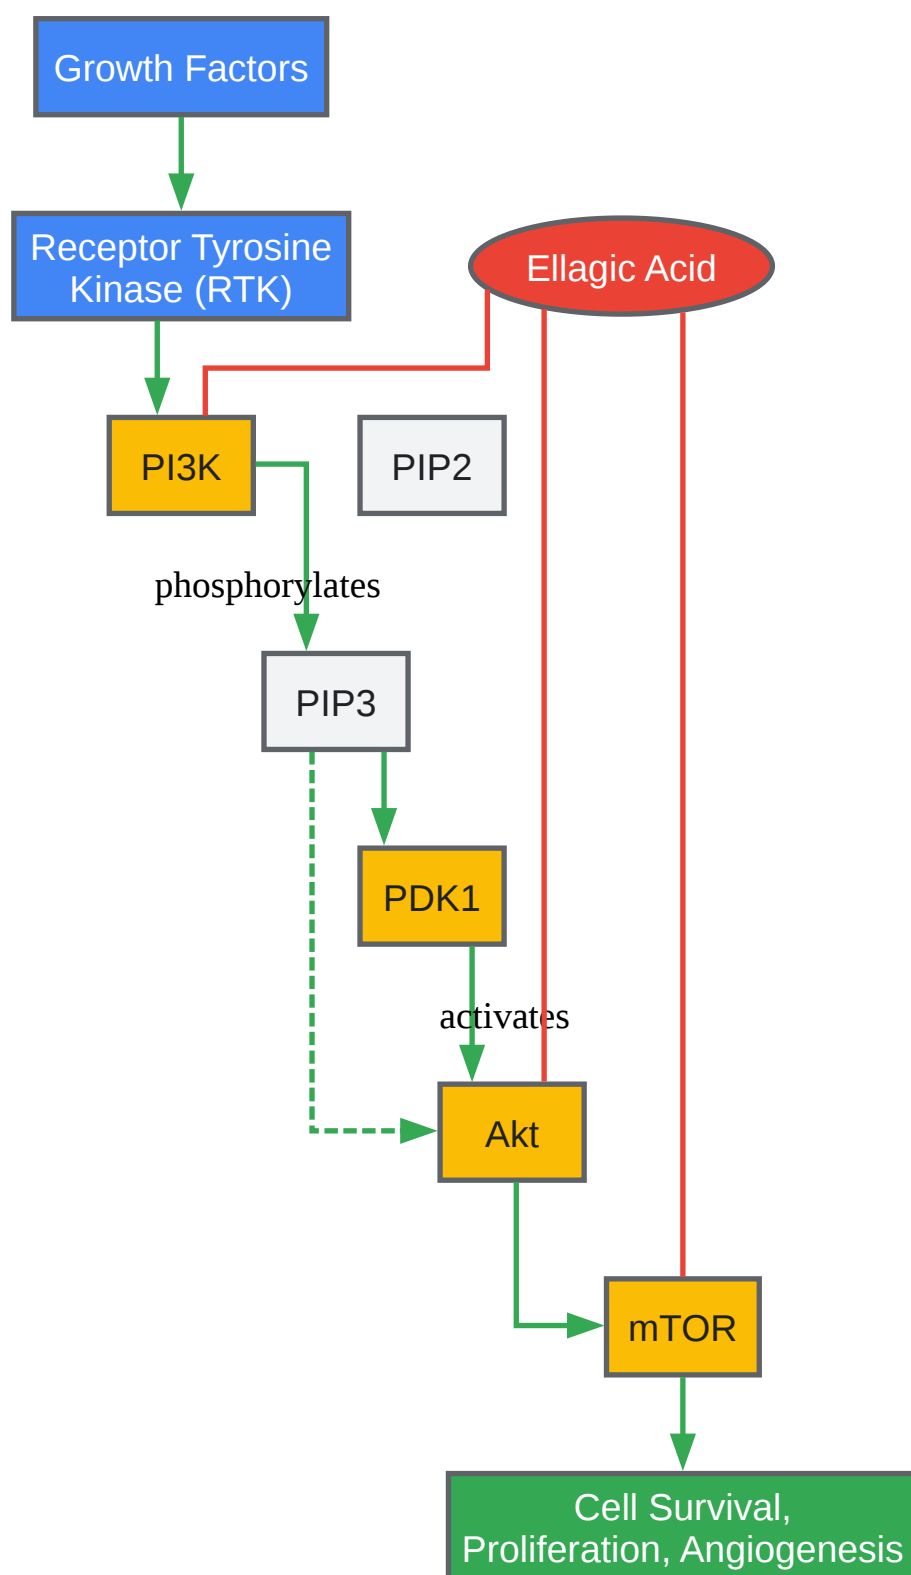 Growth Factors
Receptor Tyrosine
Kinase (RTK)
Ellagic Acid
PI3K
PIP2
phosphorylates
PIP3
PDK1
activates
Akt
mTOR
Cell Survival,
Proliferation, Angiogenesis